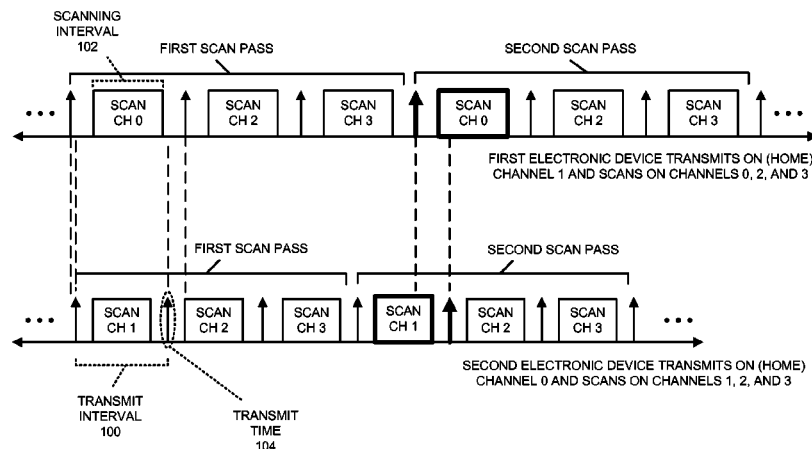 SCANNING
INTERVAL
102
FIRST SCAN PASS
SECOND SCAN PASS
• • •
SCAN
CH 0
SCAN
CH 2
SCAN
CH 3
SCAN
CH 0
SCAN
CH 2
SCAN
CH 3
• • •
FIRST ELECTRONIC DEVICE TRANSMITS ON (HOME)
CHANNEL 1 AND SCANS ON CHANNELS 0, 2, AND 3
FIRST SCAN PASS
SECOND SCAN PASS
• • •
SCAN
CH 1
SCAN
CH 2
SCAN
CH 3
SCAN
CH 1
SCAN
CH 2
SCAN
CH 3
• • •
SECOND ELECTRONIC DEVICE TRANSMITS ON (HOME)
CHANNEL 0 AND SCANS ON CHANNELS 1, 2, AND 3
TRANSMIT
INTERVAL
100
TRANSMIT
TIME
104